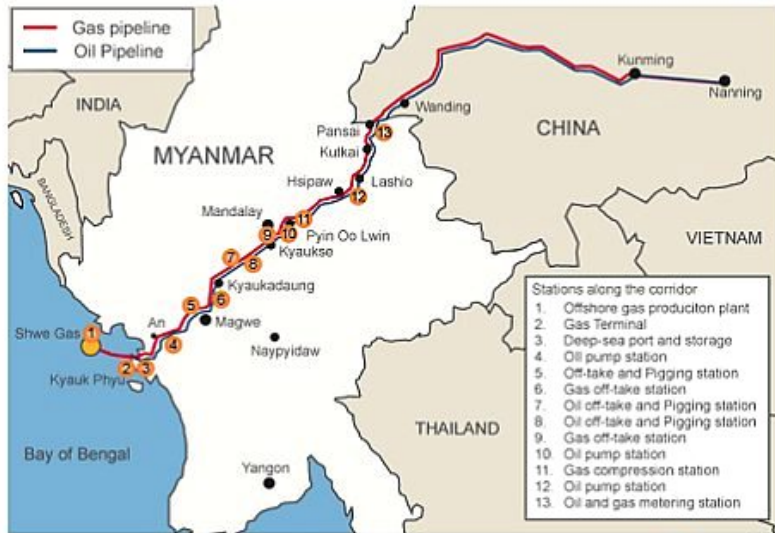 Gas pipeline
Oil Pipeline
Kunming
Nanning
INDIA
Wanding
Pansai
13
CHINA
Kutkai
MYANMAR
Lashio
Hsipaw
12
BANGLADESH
Mandalay
11
9
10
Pyin Oo Lwin
VIETNAM
Kyaukse
7
8
Kyaukadaung
5
6
Magwe
An
4
Shwe Gas
1
Naypyidaw
2
3
Kyauk Phyu
THAILAND
Bay of Bengal
Yangon
Stations along the corridor
1. Offshore gas produciton plant
2. Gas Terminal
3. Deep-sea port and storage
4. Oil pump station
5. Off-take and Pigging station
6. Gas off-take station
7. Oil off-take and Pigging station
8. Oil off-take and Pigging station
9. Gas off-take station
10. Oil pump station
11. Gas compression station
12. Oil pump station
13. Oil and gas metering station